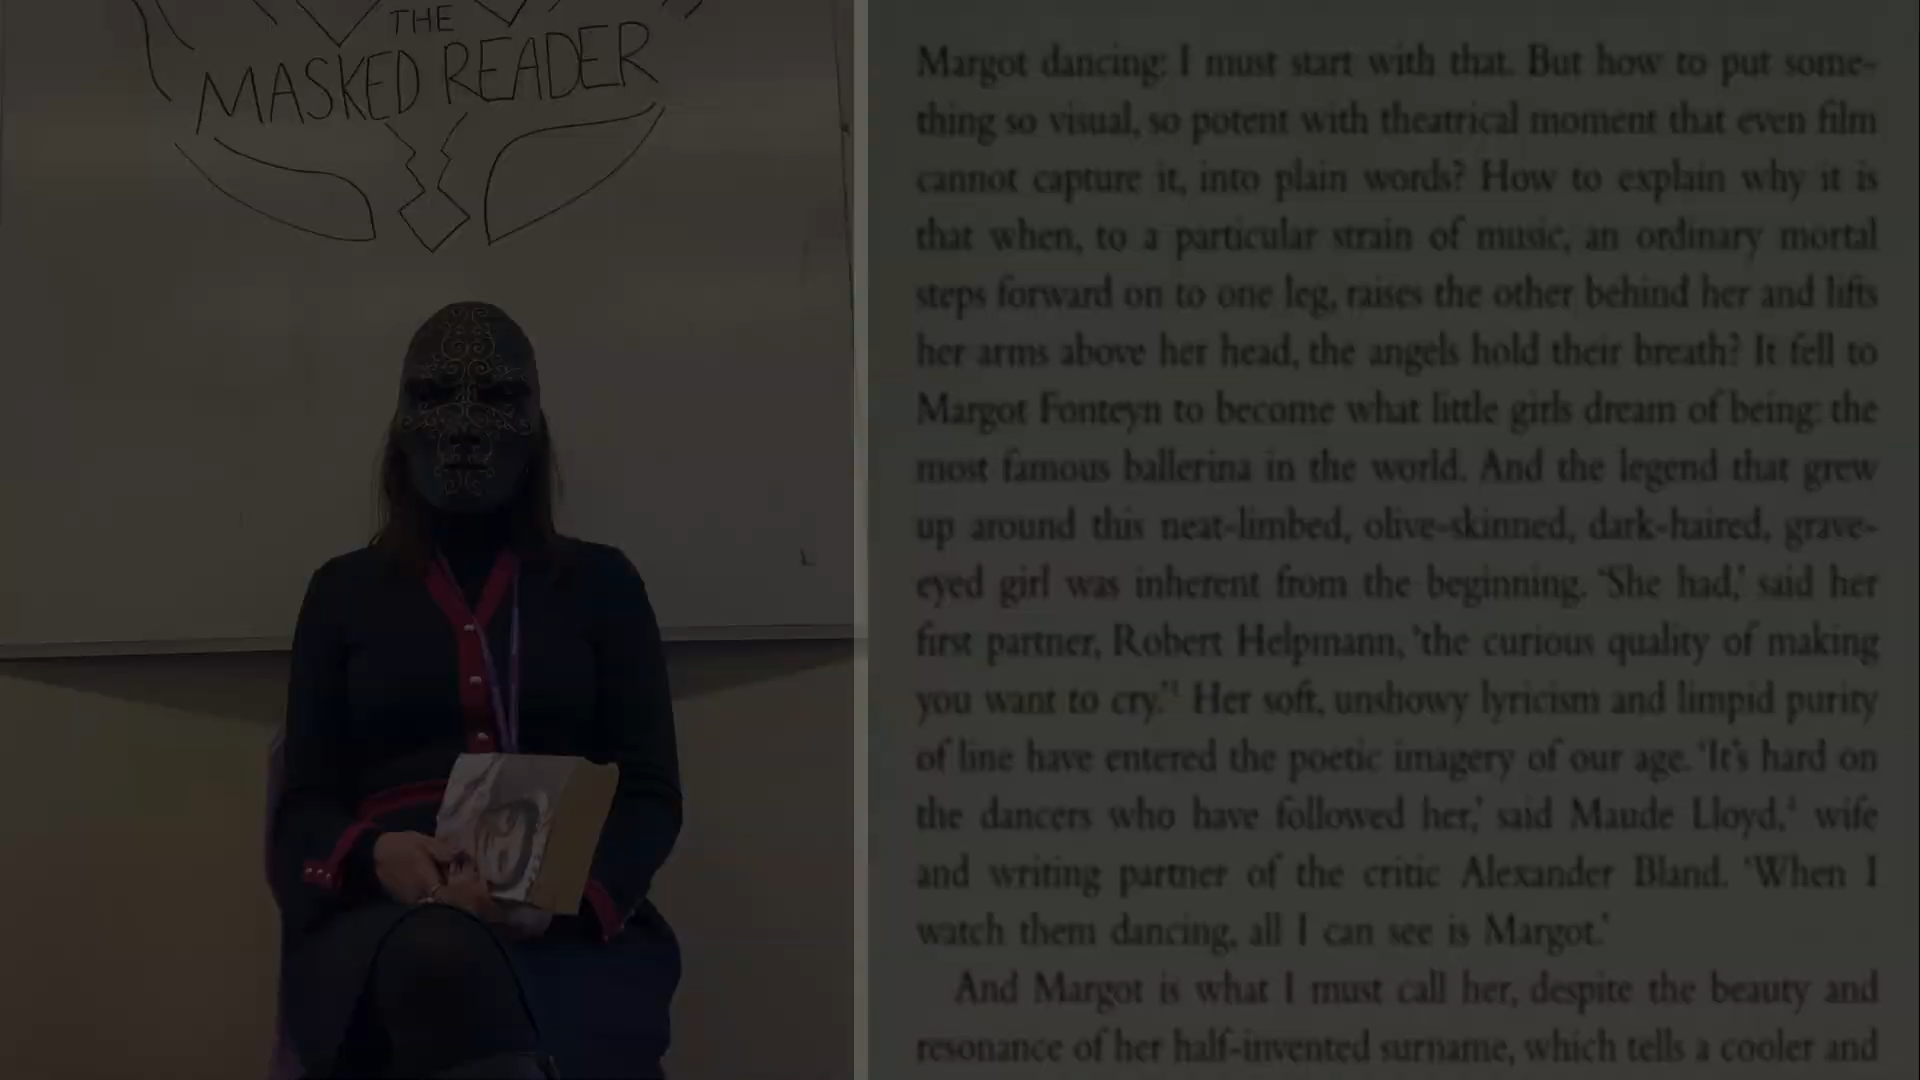 THE
MASKED READER
Margot dancing: I must start with that. But how to put some-
thing so visual, so potent with theatrical moment that even film
cannot capture it, into plain words? How to explain why it is
that when, to a particular strain of music, an ordinary mortal
steps forward on to one leg, raises the other behind her and lifts
her arms above her head, the angels hold their breath? It fell to
Margot Fonteyn to become what little girls dream of being: the
most famous ballerina in the world. And the legend that grew
up around this neat-limbed, olive-skinned, dark-haired, grave-
eyed girl was inherent from the beginning. 'She had,' said her
first partner, Robert Helpmann, 'the curious quality of making
you want to cry.'¹ Her soft, unshowy lyricism and limpid purity
of line have entered the poetic imagery of our age. 'It's hard on
the dancers who have followed her,' said Maude Lloyd,² wife
and writing partner of the critic Alexander Bland. 'When I
watch them dancing, all I can see is Margot.'
And Margot is what I must call her, despite the beauty and
resonance of her half-invented surname, which tells a cooler and